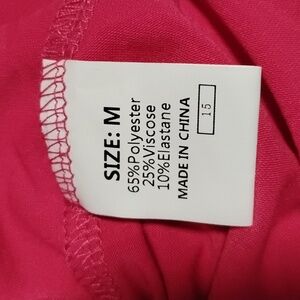 SIZE: M
65%Polyester
25%Viscose
10%Elastane
MADE IN CHINA
15